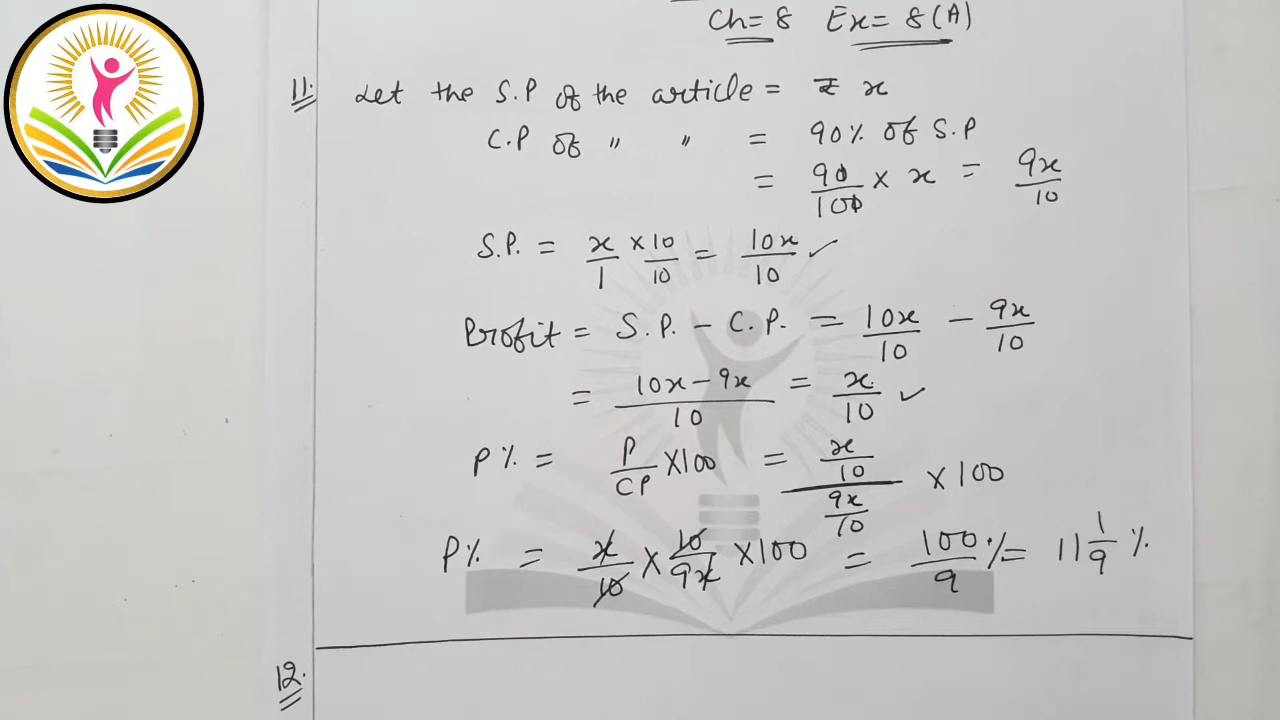 Ch= 8 Ex= 8(A)
11. Let the S.P of the article = ₹ x
C.P of " " = 90% of S.P
= 90/100 × x = 9x/10
S.P. = x/1 × 10/10 = 10x/10 ✓
Profit = S.P. - C.P. = 10x/10 - 9x/10
= 10x-9x/10 = x/10 ✓
P% = P/CP ×100 = x/10 / 9x/10 × 100
P% = x/10 × 10/9x ×100 = 100/9 % = 11 1/9 %
12.